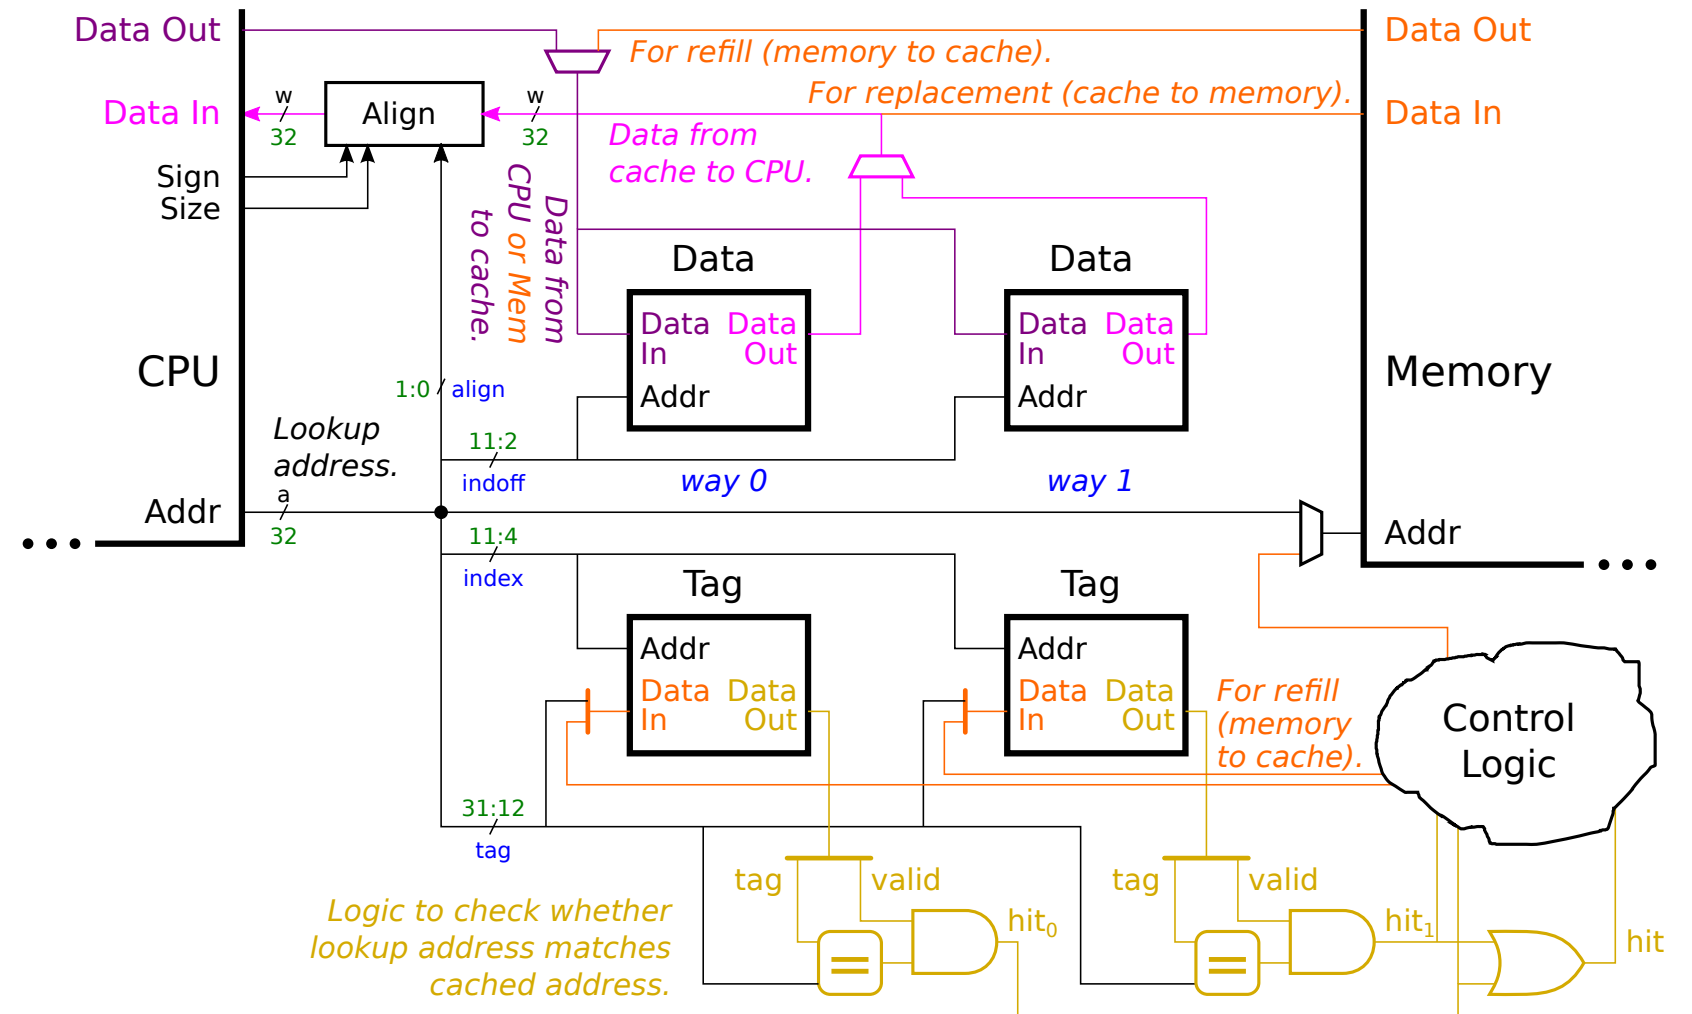 Data Out
For refill (memory to cache).
Data Out
For replacement (cache to memory).
Data In
w
32
Align
w
32
Data In
Data from
cache to CPU.
Sign
Size
Data from
CPU or Mem
to cache.
Data
Data
Data
In
Data
Out
Addr
Data
In
Data
Out
Addr
CPU
Memory
1:0
align
Lookup
address.
11:2
indoff
way 0
way 1
Addr
a
32
Addr
11:4
index
Tag
Tag
Addr
Data
In
Data
Out
Addr
Data
In
Data
Out
For refill
(memory
to cache).
Control
Logic
31:12
tag
tag
valid
tag
valid
Logic to check whether
lookup address matches
cached address.
hit0
hit1
hit